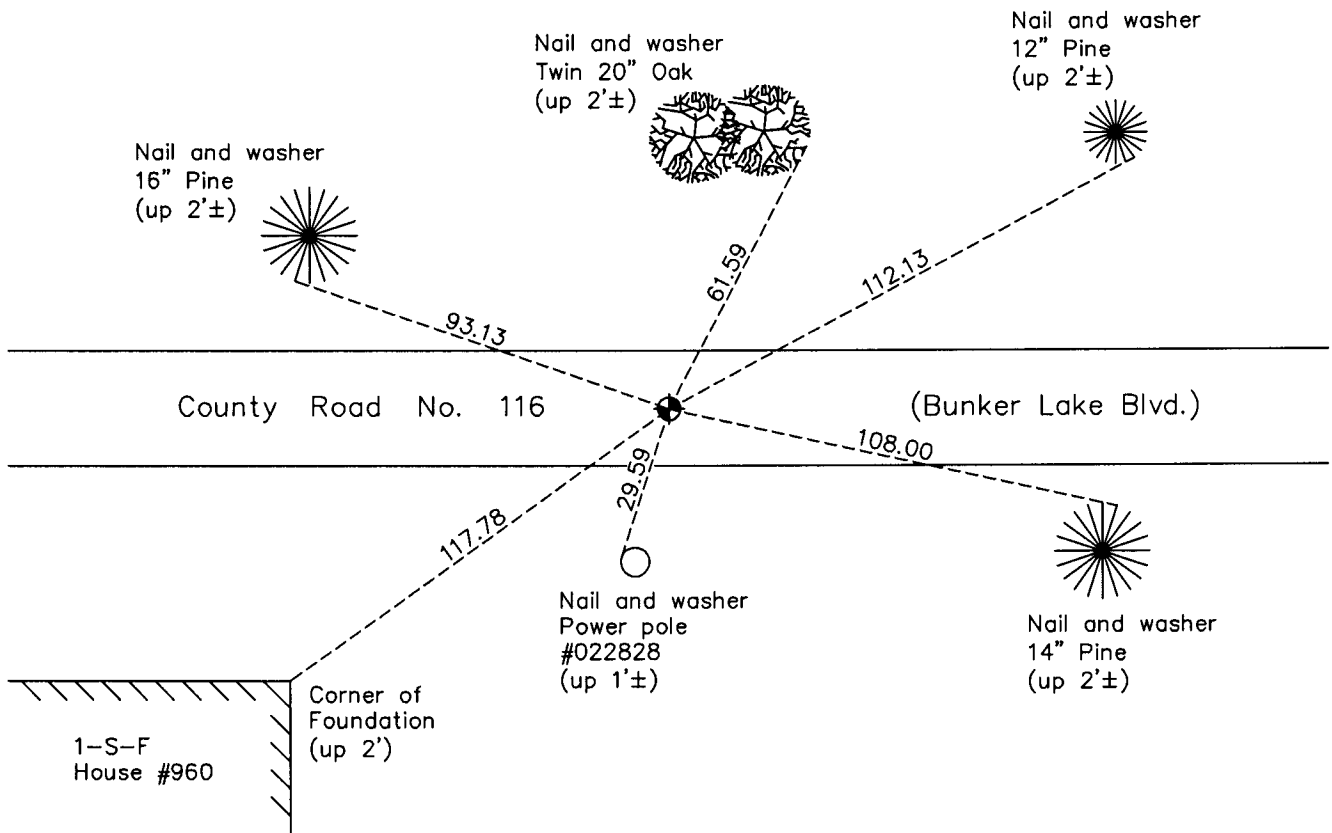 Nail and washer
12" Pine
(up 2'±)
Nail and washer
Twin 20" Oak
(up 2'±)
Nail and washer
16" Pine
(up 2'±)
61.59
112.13
93.13
County Road No. 116
(Bunker Lake Blvd.)
108.00
29.59
117.78
Nail and washer
Power pole
#022828
(up 1'±)
Nail and washer
14" Pine
(up 2'±)
Corner of
Foundation
(up 2')
1-S-F
House #960